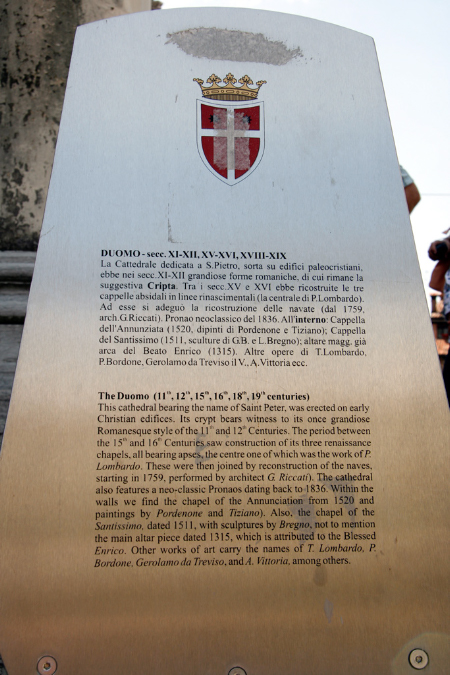 DUOMO - secc. XI-XII, XV-XVI, XVIII-XIX
La Cattedrale dedicata a S.Pietro, sorta su edifici paleocristiani,
ebbe nei secc.XI-XII grandiose forme romaniche, di cui rimane la
suggestiva Cripta. Tra i secc.XV e XVI ebbe ricostruite le tre
cappelle absidali in linee rinascimentali (la centrale di P.Lombardo).
Ad esse si adeguò la ricostruzione delle navate (dal 1759,
arch.G.Riccati). Pronao neoclassico del 1836. All'interno: Cappella
dell'Annunziata (1520, dipinti di Pordenone e Tiziano); Cappella
del Santissimo (1511, sculture di G.B. e L.Bregno); altare magg. già
arca del Beato Enrico (1315). Altre opere di T.Lombardo,
P.Bordone, Gerolamo da Treviso il V., A.Vittoria ecc.
The Duomo (11th, 12th, 15th, 16th, 18th, 19th centuries)
This cathedral bearing the name of Saint Peter, was erected on early
Christian edifices. Its crypt bears witness to its once grandiose
Romanesque style of the 11th and 12th Centuries. The period between
the 15th and 16th Centuries saw construction of its three renaissance
chapels, all bearing apses, the centre one of which was the work of P.
Lombardo. These were then joined by reconstruction of the naves,
starting in 1759, performed by architect G. Riccati). The cathedral
also features a neo-classic Pronaos dating back to 1836. Within the
walls we find the chapel of the Annunciation from 1520 and
paintings by Pordenone and Tiziano). Also, the chapel of the
Santissimo, dated 1511, with sculptures by Bregno, not to mention
the main altar piece dated 1315, which is attributed to the Blessed
Enrico. Other works of art carry the names of T. Lombardo, P.
Bordone, Gerolamo da Treviso, and A. Vittoria, among others.